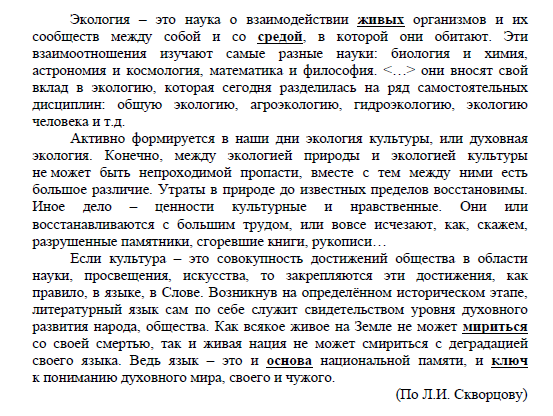 Экология – это наука о взаимодействии живых организмов и их
сообществ между собой и со средой, в которой они обитают. Эти
взаимоотношения изучают самые разные науки: биология и химия,
астрономия и космология, математика и философия. <…> они вносят свой
вклад в экологию, которая сегодня разделилась на ряд самостоятельных
дисциплин: общую экологию, агроэкологию, гидроэкологию, экологию
человека и т.д.
Активно формируется в наши дни экология культуры, или духовная
экология. Конечно, между экологией природы и экологией культуры
не может быть непроходимой пропасти, вместе с тем между ними есть
большое различие. Утраты в природе до известных пределов восстановимы.
Иное дело – ценности культурные и нравственные. Они или
восстанавливаются с большим трудом, или вовсе исчезают, как, скажем,
разрушенные памятники, сгоревшие книги, рукописи…
Если культура – это совокупность достижений общества в области
науки, просвещения, искусства, то закрепляются эти достижения, как
правило, в языке, в Слове. Возникнув на определённом историческом этапе,
литературный язык сам по себе служит свидетельством уровня духовного
развития народа, общества. Как всякое живое на Земле не может мириться
со своей смертью, так и живая нация не может смириться с деградацией
своего языка. Ведь язык – это и основа национальной памяти, и ключ
к пониманию духовного мира, своего и чужого.
(По Л.И. Скворцову)